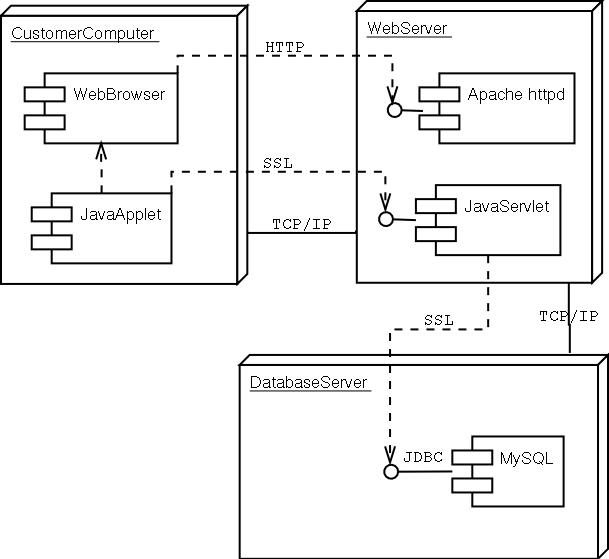 CustomerComputer
WebServer
HTTP
WebBrowser
Apache httpd
SSL
JavaApplet
JavaServlet
TCP/IP
SSL
TCP/IP
DatabaseServer
JDBC
MySQL